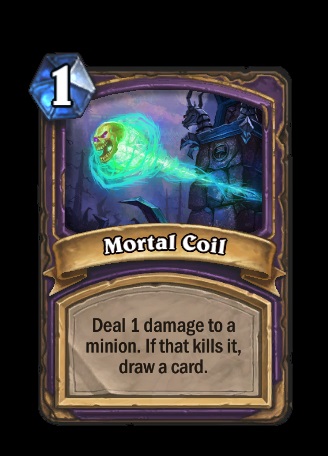 1
Mortal Coil
Deal 1 damage to a
minion. If that kills it,
draw a card.